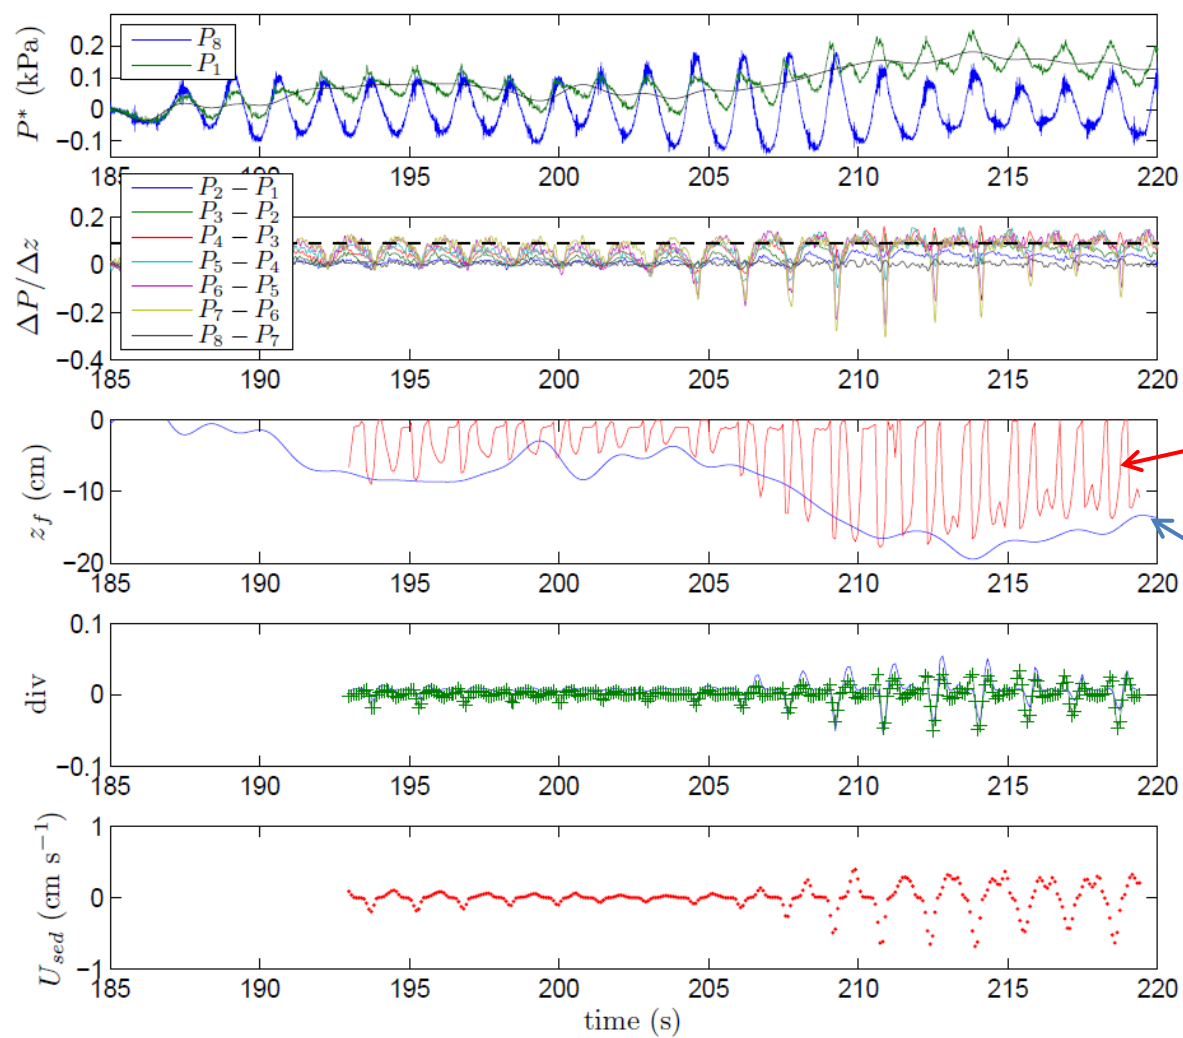 P* (kPa)
0.2
0.1
0
−0.1
P₈
P₁
185 190 195 200 205 210 215 220
ΔP/Δz
0.2
0
−0.2
−0.4
P₂ − P₁
P₃ − P₂
P₄ − P₃
P₅ − P₄
P₆ − P₅
P₇ − P₆
P₈ − P₇
185 190 195 200 205 210 215 220
z_f (cm)
0
−10
−20
185 190 195 200 205 210 215 220
div
0.1
0
−0.1
185 190 195 200 205 210 215 220
U_sed (cm s⁻¹)
1
0
−1
185 190 195 200 205 210 215 220
time (s)